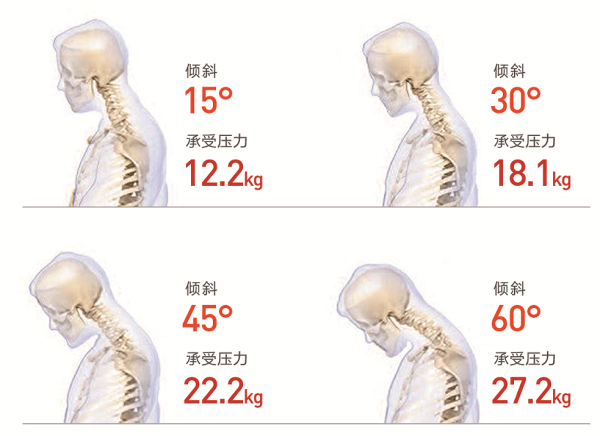 倾斜
15°
承受压力
12.2kg
倾斜
30°
承受压力
18.1kg
倾斜
45°
承受压力
22.2kg
倾斜
60°
承受压力
27.2kg